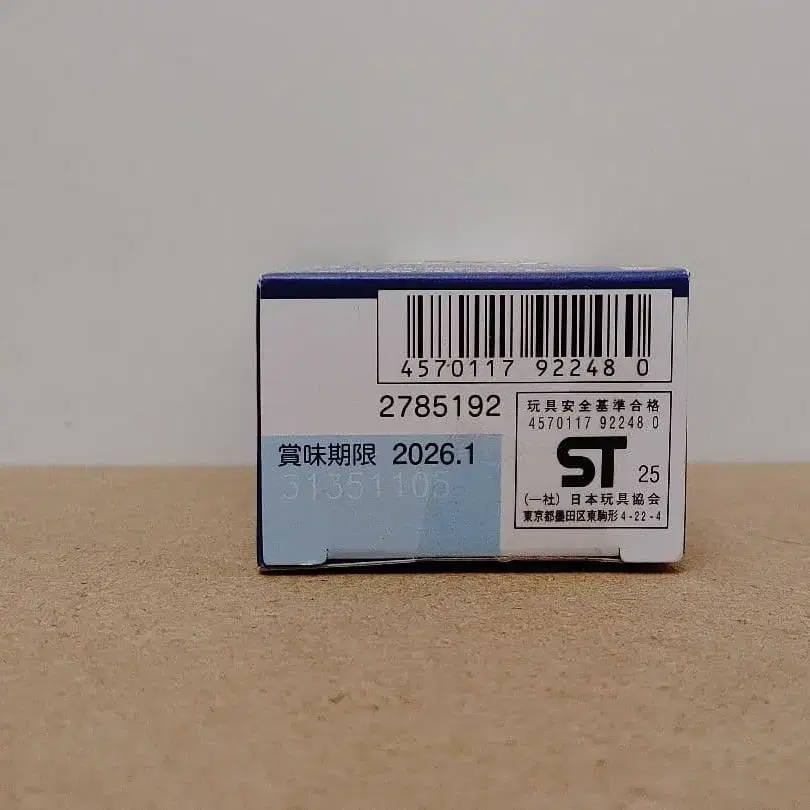 4570117 92248 0
2785192
賞味期限 2026.1
31351105
玩具安全基準合格
4570117 92248 0
ST 25
(一社) 日本玩具協会
東京都墨田区東駒形4-22-4